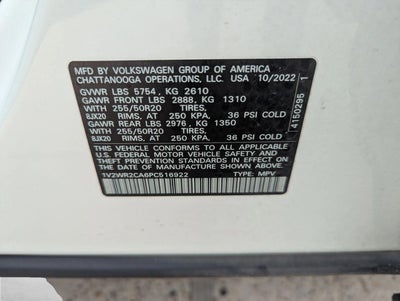 MFD BY VOLKSWAGEN GROUP OF AMERICA
CHATTANOOGA OPERATIONS, LLC. USA 10/2022
GVWR LBS 5754, KG 2610
GAWR FRONT LBS 2888, KG 1310
WITH 255/50R20 TIRES,
8JX20 RIMS, AT 250 KPA, 36 PSI COLD
GAWR REAR LBS 2976, KG 1350
WITH 255/50R20 TIRES,
8JX20 RIMS, AT 250 KPA, 36 PSI COLD
THIS VEHICLE CONFORMS TO ALL APPLICABLE
U.S. FEDERAL MOTOR VEHICLE SAFETY AND
THEFT PREVENTION STANDARDS IN EFFECT
ON THE DATE OF MANUFACTURE SHOWN ABOVE.
1V2WR2CA6PC516922 TYPE: MPV
4150295 1